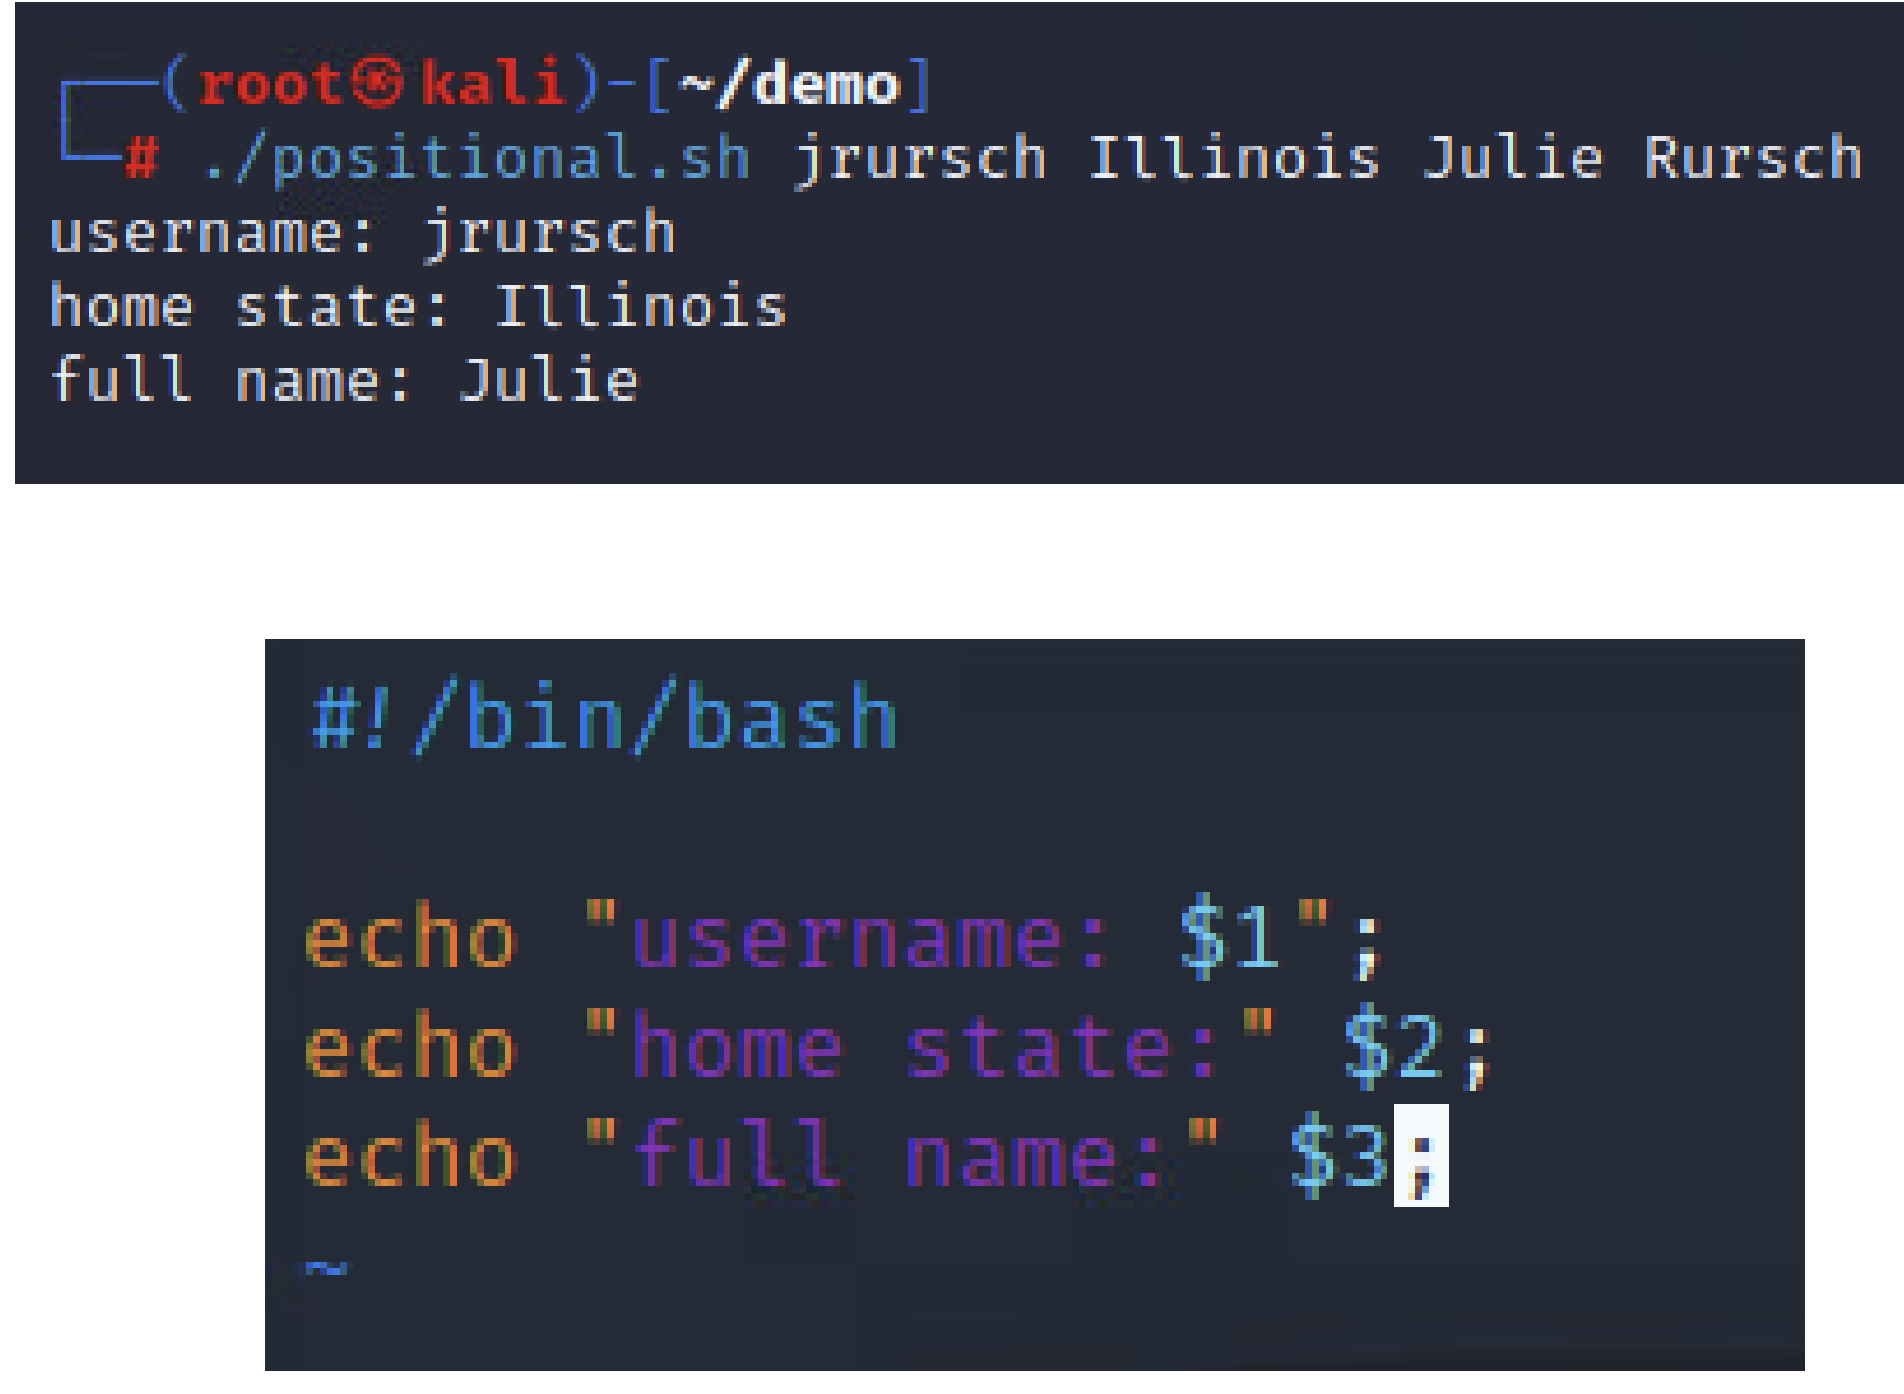 ┌──(root㉿kali)-[~/demo]
└─# ./positional.sh jrursch Illinois Julie Rursch
username: jrursch
home state: Illinois
full name: Julie
#!/bin/bash
echo "username: $1";
echo "home state:" $2;
echo "full name:" $3;
~